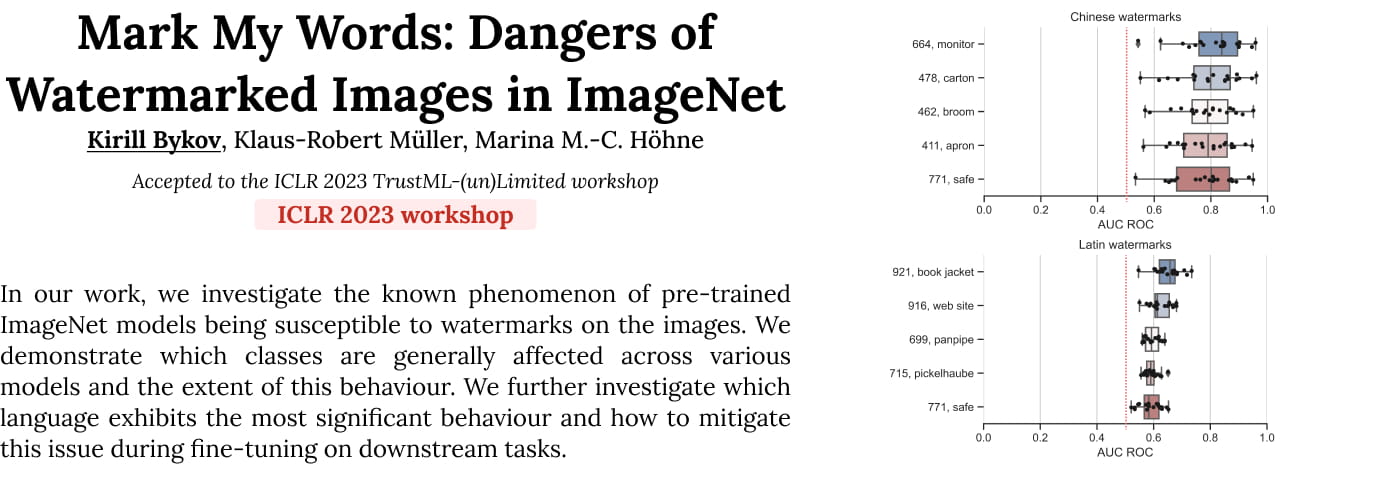 Mark My Words: Dangers of
Watermarked Images in ImageNet
Kirill Bykov, Klaus-Robert Müller, Marina M.-C. Höhne
Accepted to the ICLR 2023 TrustML-(un)Limited workshop
ICLR 2023 workshop
In our work, we investigate the known phenomenon of pre-trained
ImageNet models being susceptible to watermarks on the images. We
demonstrate which classes are generally affected across various
models and the extent of this behaviour. We further investigate which
language exhibits the most significant behaviour and how to mitigate
this issue during fine-tuning on downstream tasks.
Chinese watermarks
664, monitor
478, carton
462, broom
411, apron
771, safe
0.0 0.2 0.4 0.6 0.8 1.0
AUC ROC
Latin watermarks
921, book jacket
916, web site
699, panpipe
715, pickelhaube
771, safe
0.0 0.2 0.4 0.6 0.8 1.0
AUC ROC